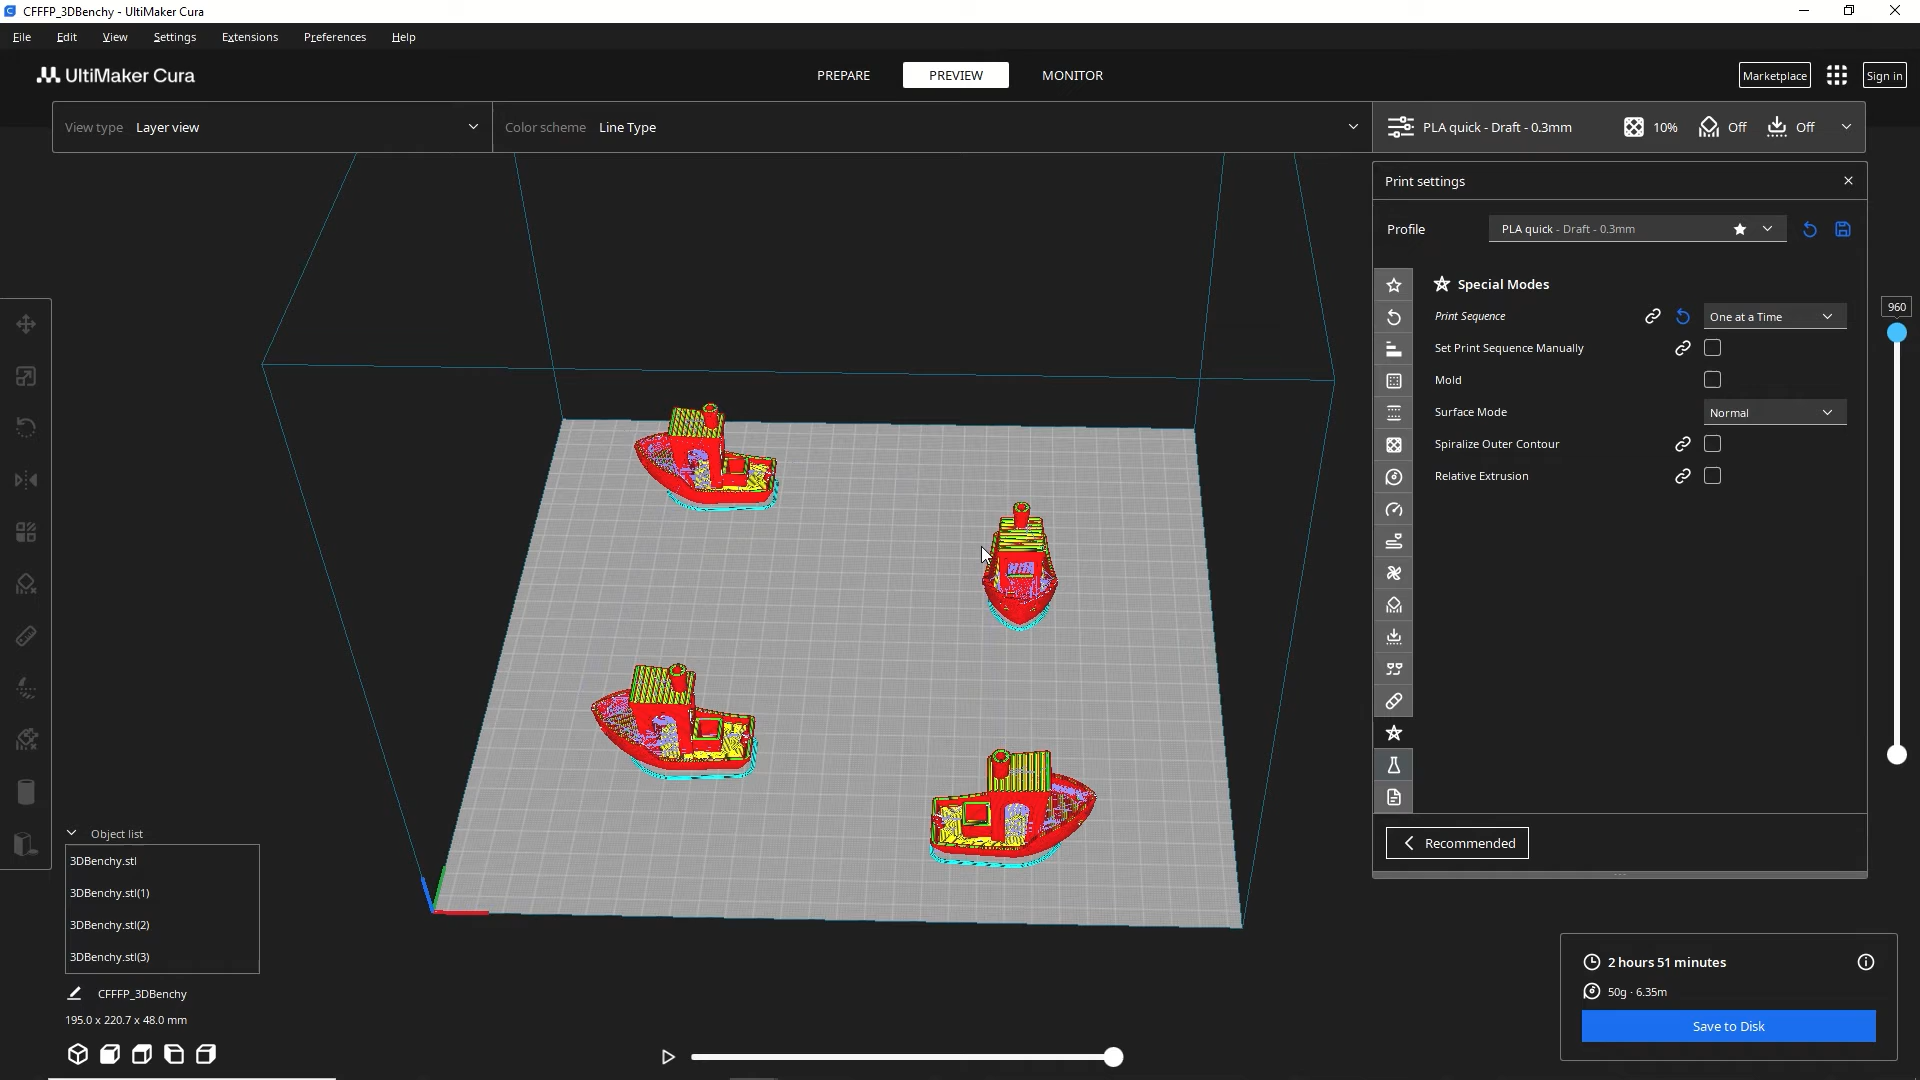 CFFFP_3DBenchy - UltiMaker Cura
File Edit View Settings Extensions Preferences Help
UltiMaker Cura
PREPARE PREVIEW MONITOR
Marketplace
Sign in
View type Layer view
Color scheme Line Type
PLA quick - Draft - 0.3mm 10% Off Off
Print settings
Profile PLA quick - Draft - 0.3mm
Special Modes
Print Sequence One at a Time
Set Print Sequence Manually
Mold
Surface Mode Normal
Spiralize Outer Contour
Relative Extrusion
Recommended
960
Object list
3DBenchy.stl
3DBenchy.stl(1)
3DBenchy.stl(2)
3DBenchy.stl(3)
CFFFP_3DBenchy
195.0 x 220.7 x 48.0 mm
2 hours 51 minutes
50g · 6.35m
Save to Disk